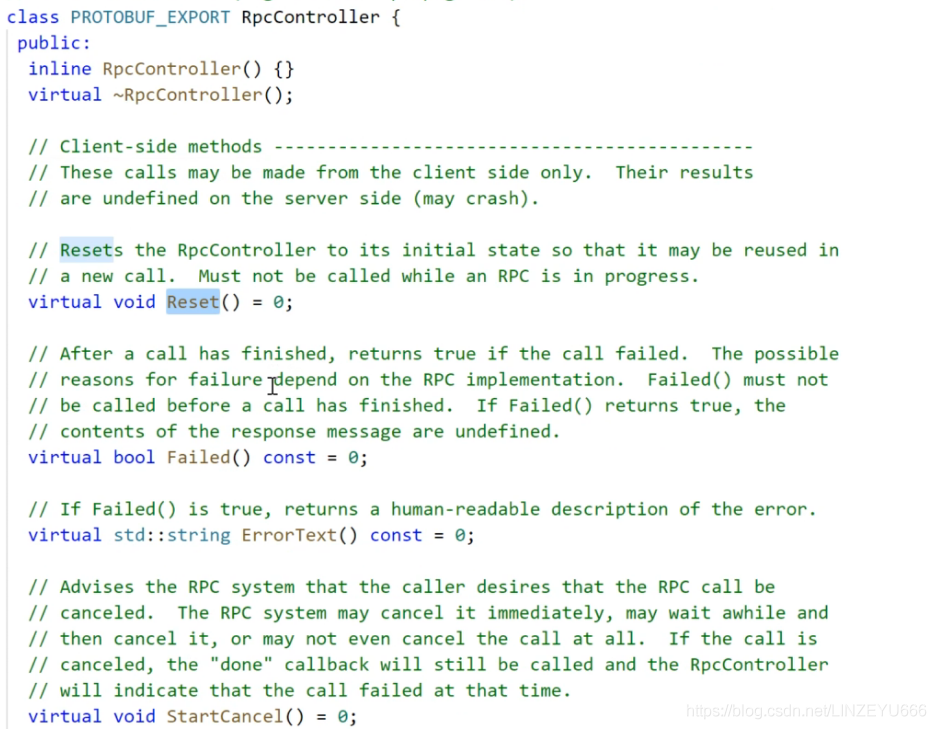 class PROTOBUF_EXPORT RpcController {
public:
inline RpcController() {}
virtual ~RpcController();
// Client-side methods ---------------------------------------------
// These calls may be made from the client side only.  Their results
// are undefined on the server side (may crash).
// Resets the RpcController to its initial state so that it may be reused in
// a new call.  Must not be called while an RPC is in progress.
virtual void Reset() = 0;
// After a call has finished, returns true if the call failed.  The possible
// reasons for failure depend on the RPC implementation.  Failed() must not
// be called before a call has finished.  If Failed() returns true, the
// contents of the response message are undefined.
virtual bool Failed() const = 0;
// If Failed() is true, returns a human-readable description of the error.
virtual std::string ErrorText() const = 0;
// Advises the RPC system that the caller desires that the RPC call be
// canceled.  The RPC system may cancel it immediately, may wait awhile and
// then cancel it, or may not even cancel the call at all.  If the call is
// canceled, the "done" callback will still be called and the RpcController
// will indicate that the call failed at that time.
virtual void StartCancel() = 0;
https://blog.csdn.net/LINZEYU666